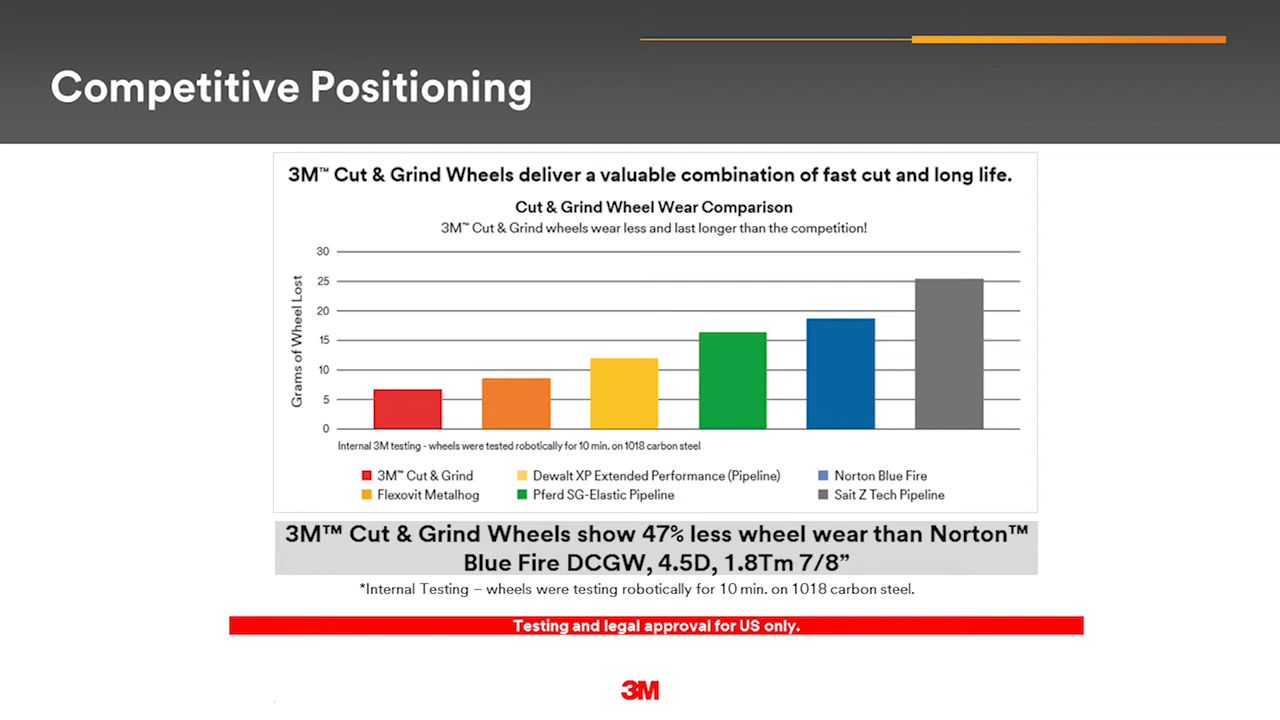 Competitive Positioning
3M™ Cut & Grind Wheels deliver a valuable combination of fast cut and long life.
Cut & Grind Wheel Wear Comparison
3M™ Cut & Grind wheels wear less and last longer than the competition!
Grams of Wheel Lost
30
25
20
15
10
5
0
Internal 3M testing - wheels were tested robotically for 10 min. on 1018 carbon steel
3M™ Cut & Grind
Dewalt XP Extended Performance (Pipeline)
Norton Blue Fire
Flexovit Metalhog
Pferd SG-Elastic Pipeline
Sait Z Tech Pipeline
3M™ Cut & Grind Wheels show 47% less wheel wear than Norton™
Blue Fire DCGW, 4.5D, 1.8Tm 7/8”
*Internal Testing – wheels were testing robotically for 10 min. on 1018 carbon steel.
Testing and legal approval for US only.
3M